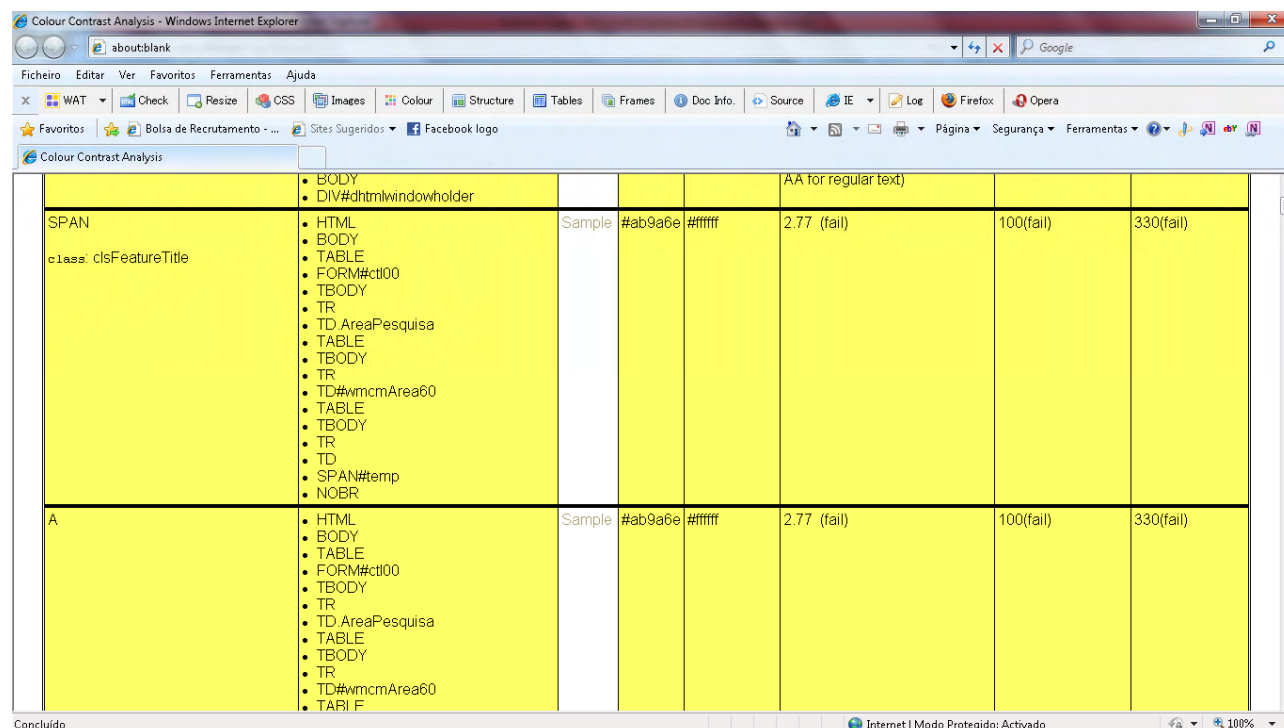 Colour Contrast Analysis - Windows Internet Explorer
about:blank
Google
Ficheiro Editar Ver Favoritos Ferramentas Ajuda
x WAT Check Resize CSS Images Colour Structure Tables Frames Doc Info. Source IE Log Firefox Opera
Favoritos Bolsa de Recrutamento - ... Sites Sugeridos Facebook logo Página Segurança Ferramentas
Colour Contrast Analysis
• BODY AA for regular text)
• DIV#dhtmlwindowholder
SPAN • HTML Sample #ab9a6e #ffffff 2.77 (fail) 100(fail) 330(fail)
• BODY
class: clsFeatureTitle • TABLE
• FORM#ctl00
• TBODY
• TR
• TD.AreaPesquisa
• TABLE
• TBODY
• TR
• TD#wmcmArea60
• TABLE
• TBODY
• TR
• TD
• SPAN#temp
• NOBR
A • HTML Sample #ab9a6e #ffffff 2.77 (fail) 100(fail) 330(fail)
• BODY
• TABLE
• FORM#ctl00
• TBODY
• TR
• TD.AreaPesquisa
• TABLE
• TBODY
• TR
• TD#wmcmArea60
• TABLE
Concluído Internet | Modo Protegido: Activado 100%